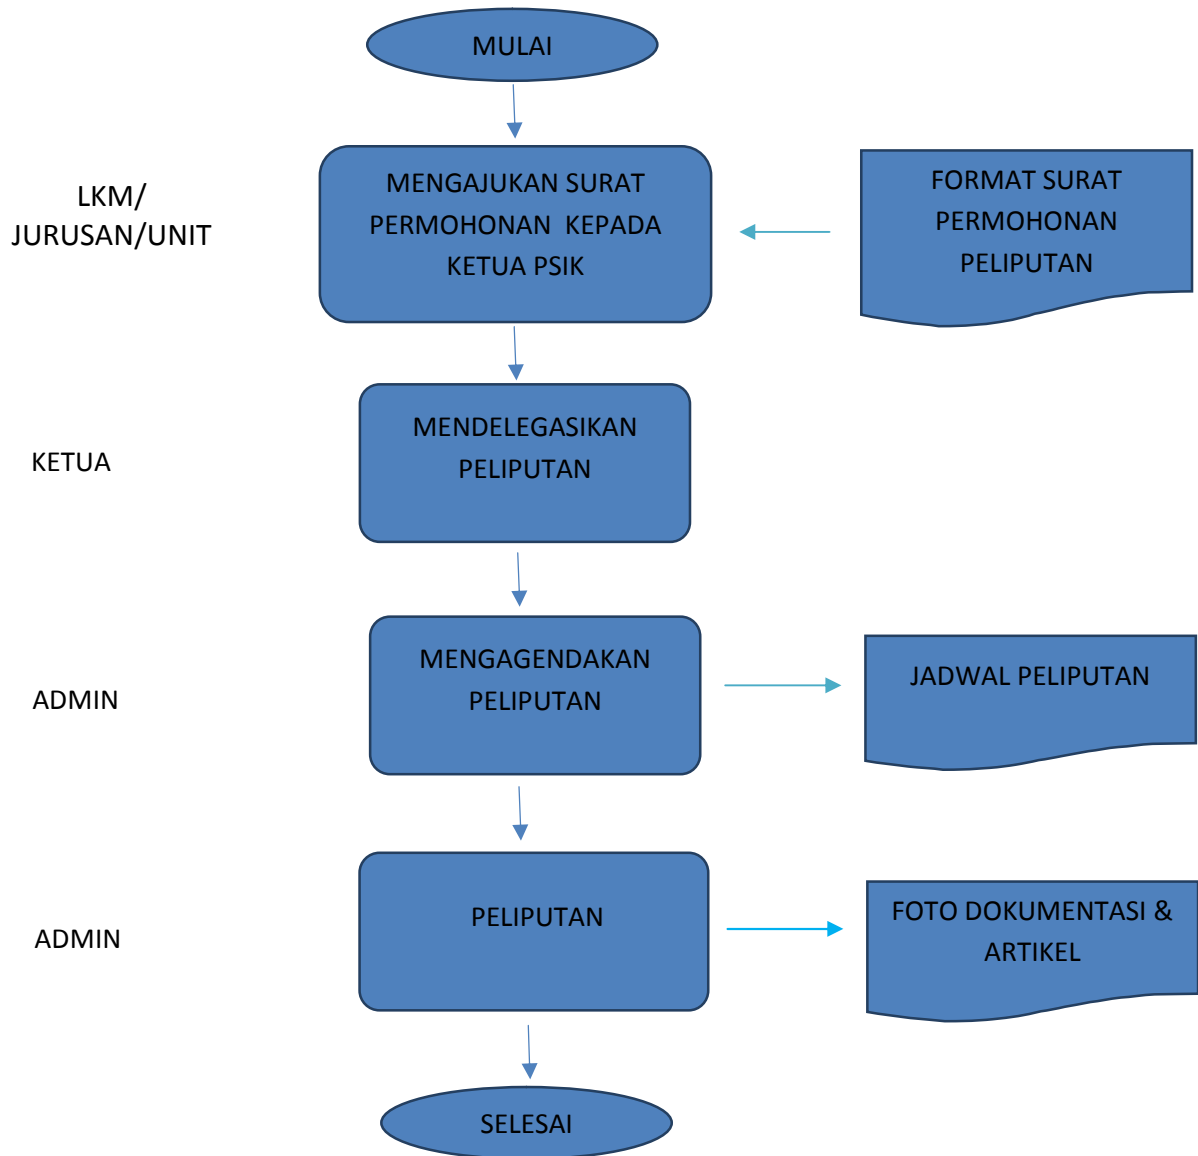 MULAI
LKM/
JURUSAN/UNIT
MENGAJUKAN SURAT
PERMOHONAN KEPADA
KETUA PSIK
FORMAT SURAT
PERMOHONAN
PELIPUTAN
KETUA
MENDELEGASIKAN
PELIPUTAN
ADMIN
MENGAGENDAKAN
PELIPUTAN
JADWAL PELIPUTAN
ADMIN
PELIPUTAN
FOTO DOKUMENTASI &
ARTIKEL
SELESAI